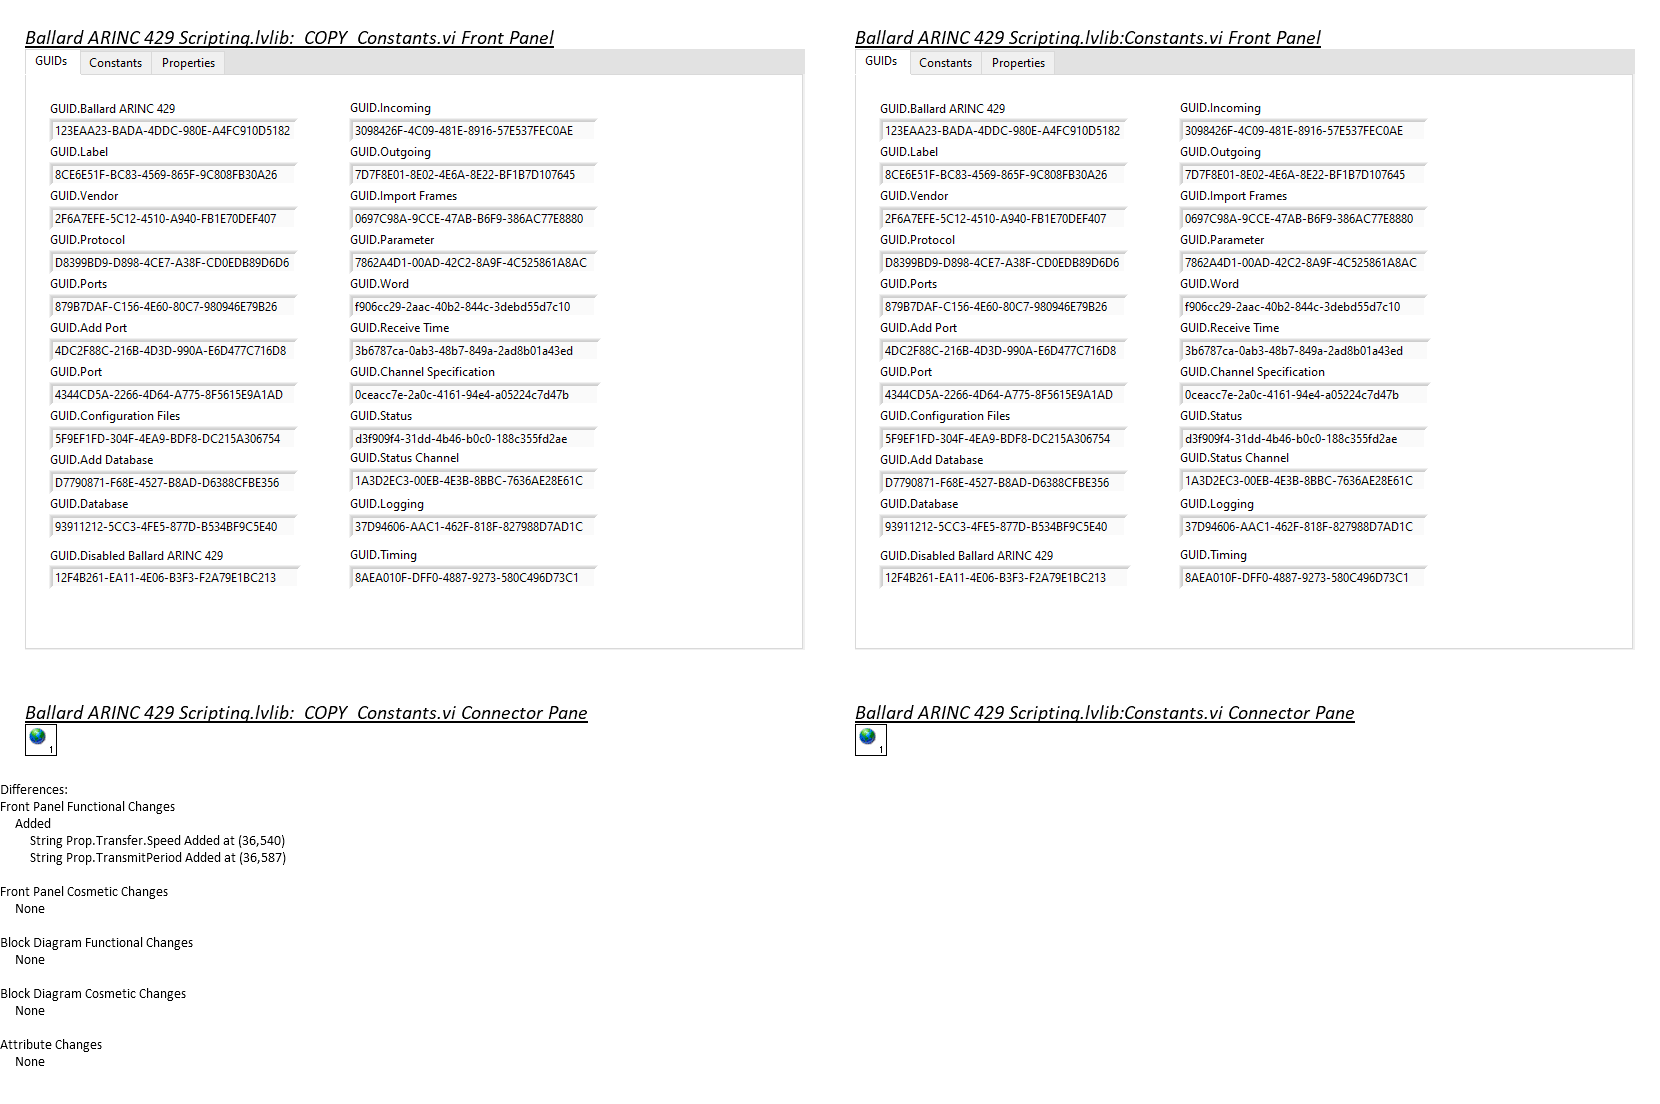 Ballard ARINC 429 Scripting.lvlib:_COPY_Constants.vi Front Panel
GUIDs Constants Properties
GUID.Ballard ARINC 429 GUID.Incoming
123EAA23-BADA-4DDC-980E-A4FC910D5182 3098426F-4C09-481E-8916-57E537FEC0AE
GUID.Label GUID.Outgoing
8CE6E51F-BC83-4569-865F-9C808FB30A26 7D7F8E01-8E02-4E6A-8E22-BF1B7D107645
GUID.Vendor GUID.Import Frames
2F6A7EFE-5C12-4510-A940-FB1E70DEF407 0697C98A-9CCE-47AB-B6F9-386AC77E8880
GUID.Protocol GUID.Parameter
D8399BD9-D898-4CE7-A38F-CD0EDB89D6D6 7862A4D1-00AD-42C2-8A9F-4C525861A8AC
GUID.Ports GUID.Word
879B7DAF-C156-4E60-80C7-980946E79B26 f906cc29-2aac-40b2-844c-3debd55d7c10
GUID.Add Port GUID.Receive Time
4DC2F88C-216B-4D3D-990A-E6D477C716D8 3b6787ca-0ab3-48b7-849a-2ad8b01a43ed
GUID.Port GUID.Channel Specification
4344CD5A-2266-4D64-A775-8F5615E9A1AD 0ceacc7e-2a0c-4161-94e4-a05224c7d47b
GUID.Configuration Files GUID.Status
5F9EF1FD-304F-4EA9-BDF8-DC215A306754 d3f909f4-31dd-4b46-b0c0-188c355fd2ae
GUID.Add Database GUID.Status Channel
D7790871-F68E-4527-B8AD-D6388CFBE356 1A3D2EC3-00EB-4E3B-8BBC-7636AE28E61C
GUID.Database GUID.Logging
93911212-5CC3-4FE5-877D-B534BF9C5E40 37D94606-AAC1-462F-818F-827988D7AD1C
GUID.Disabled Ballard ARINC 429 GUID.Timing
12F4B261-EA11-4E06-B3F3-F2A79E1BC213 8AEA010F-DFF0-4887-9273-580C496D73C1
Ballard ARINC 429 Scripting.lvlib:Constants.vi Front Panel
GUIDs Constants Properties
GUID.Ballard ARINC 429 GUID.Incoming
123EAA23-BADA-4DDC-980E-A4FC910D5182 3098426F-4C09-481E-8916-57E537FEC0AE
GUID.Label GUID.Outgoing
8CE6E51F-BC83-4569-865F-9C808FB30A26 7D7F8E01-8E02-4E6A-8E22-BF1B7D107645
GUID.Vendor GUID.Import Frames
2F6A7EFE-5C12-4510-A940-FB1E70DEF407 0697C98A-9CCE-47AB-B6F9-386AC77E8880
GUID.Protocol GUID.Parameter
D8399BD9-D898-4CE7-A38F-CD0EDB89D6D6 7862A4D1-00AD-42C2-8A9F-4C525861A8AC
GUID.Ports GUID.Word
879B7DAF-C156-4E60-80C7-980946E79B26 f906cc29-2aac-40b2-844c-3debd55d7c10
GUID.Add Port GUID.Receive Time
4DC2F88C-216B-4D3D-990A-E6D477C716D8 3b6787ca-0ab3-48b7-849a-2ad8b01a43ed
GUID.Port GUID.Channel Specification
4344CD5A-2266-4D64-A775-8F5615E9A1AD 0ceacc7e-2a0c-4161-94e4-a05224c7d47b
GUID.Configuration Files GUID.Status
5F9EF1FD-304F-4EA9-BDF8-DC215A306754 d3f909f4-31dd-4b46-b0c0-188c355fd2ae
GUID.Add Database GUID.Status Channel
D7790871-F68E-4527-B8AD-D6388CFBE356 1A3D2EC3-00EB-4E3B-8BBC-7636AE28E61C
GUID.Database GUID.Logging
93911212-5CC3-4FE5-877D-B534BF9C5E40 37D94606-AAC1-462F-818F-827988D7AD1C
GUID.Disabled Ballard ARINC 429 GUID.Timing
12F4B261-EA11-4E06-B3F3-F2A79E1BC213 8AEA010F-DFF0-4887-9273-580C496D73C1
Ballard ARINC 429 Scripting.lvlib:_COPY_Constants.vi Connector Pane
1
Ballard ARINC 429 Scripting.lvlib:Constants.vi Connector Pane
1
Differences:
Front Panel Functional Changes
Added
String Prop.Transfer.Speed Added at (36,540)
String Prop.TransmitPeriod Added at (36,587)
Front Panel Cosmetic Changes
None
Block Diagram Functional Changes
None
Block Diagram Cosmetic Changes
None
Attribute Changes
None